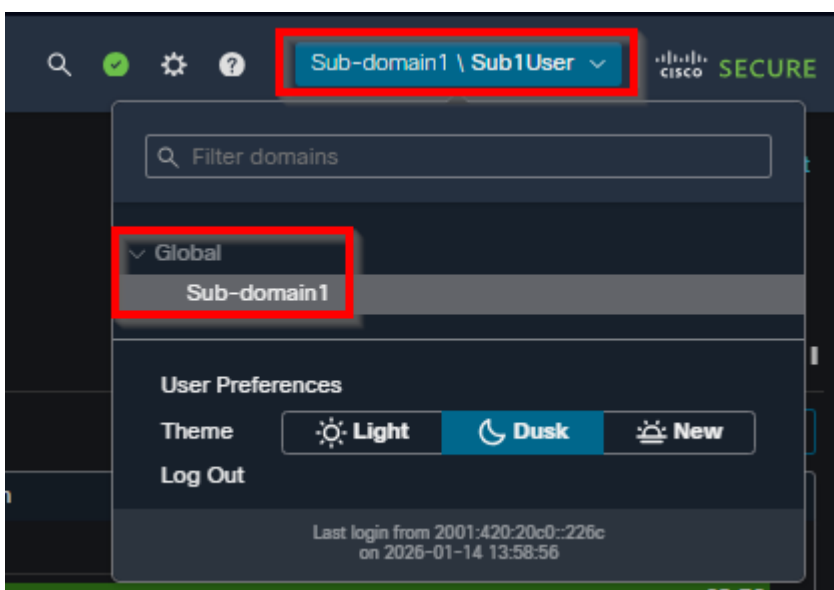 Sub-domain1 \ Sub1User
cisco SECURE
Filter domains
Global
Sub-domain1
User Preferences
Theme Light Dusk New
Log Out
Last login from 2001:420:20c0::226c
on 2026-01-14 13:58:56